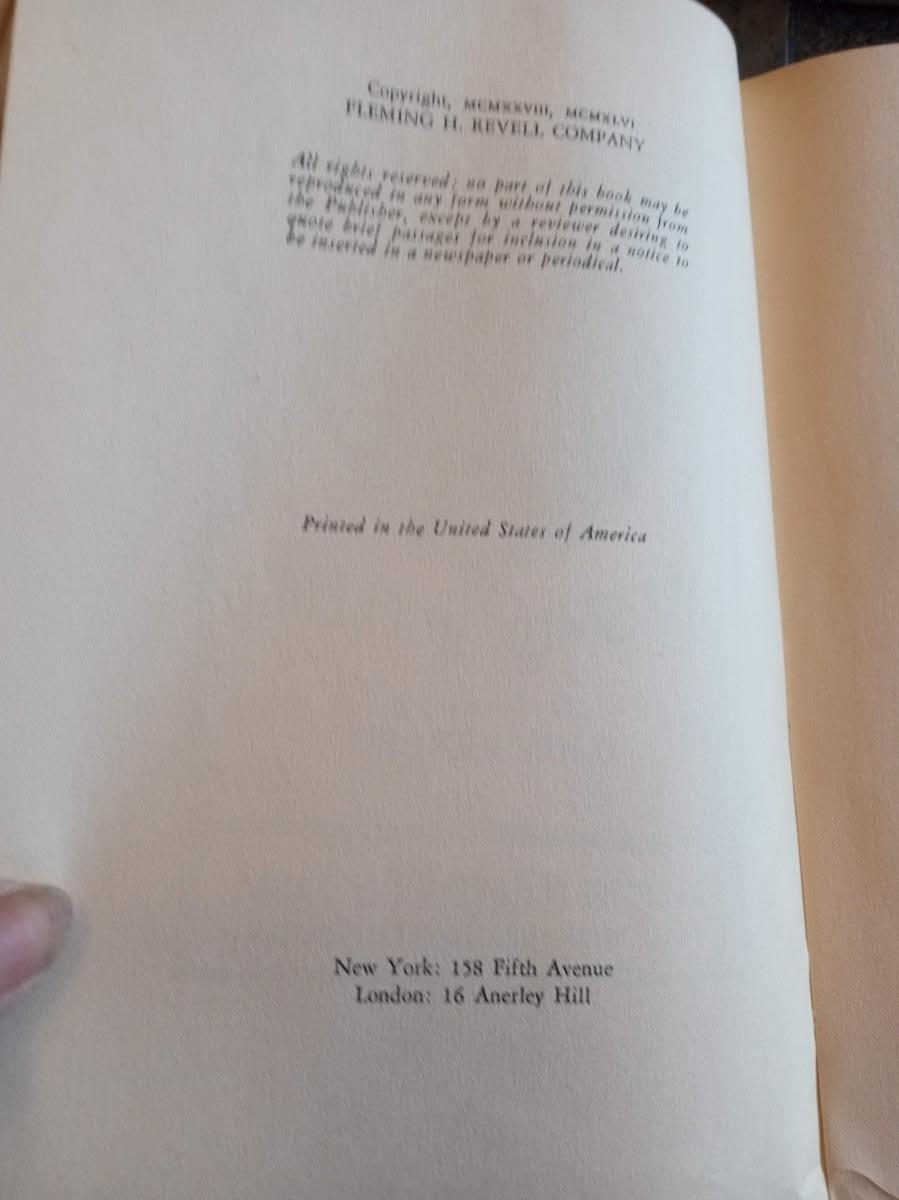 Copyright, MCMXXVIII, MCMXLVI
FLEMING H. REVELL COMPANY
All rights reserved; no part of this book may be
reproduced in any form without permission from
the Publisher, except by a reviewer desiring to
quote brief passages for inclusion in a notice to
be inserted in a newspaper or periodical.
Printed in the United States of America
New York: 158 Fifth Avenue
London: 16 Anerley Hill